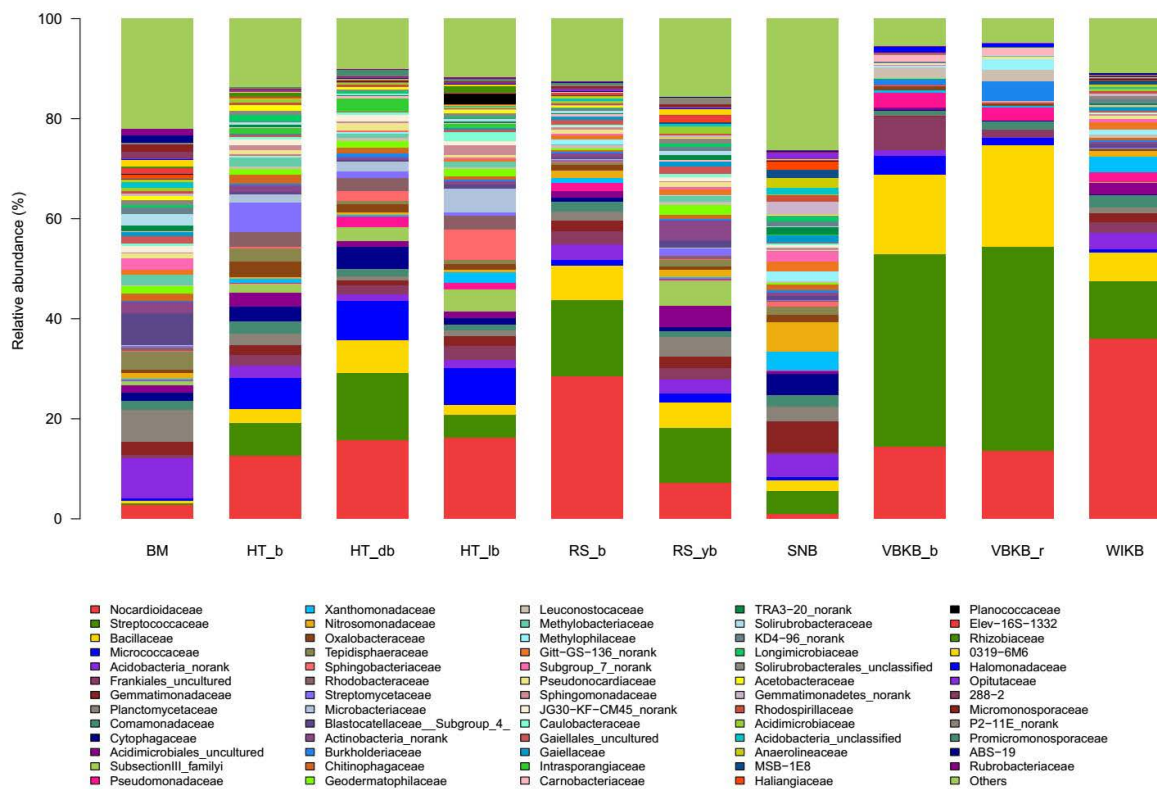 100
80
60
40
20
0
Relative abundance (%)
BM HT_b HT_db HT_lb RS_b RS_yb SNB VBKB_b VBKB_r WIKB
Nocardioidaceae Xanthomonadaceae Leuconostocaceae TRA3−20_norank Planococcaceae
Streptococcaceae Nitrosomonadaceae Methylobacteriaceae Solirubrobacteraceae Elev−16S−1332
Bacillaceae Oxalobacteraceae Methylophilaceae KD4−96_norank Rhizobiaceae
Micrococcaceae Tepidisphaeraceae Gitt−GS−136_norank Longimicrobiaceae 0319−6M6
Acidobacteria_norank Sphingobacteriaceae Subgroup_7_norank Solirubrobacterales_unclassified Halomonadaceae
Frankiales_uncultured Rhodobacteraceae Pseudonocardiaceae Acetobacteraceae Opitutaceae
Gemmatimonadaceae Streptomycetaceae Sphingomonadaceae Gemmatimonadetes_norank 288−2
Planctomycetaceae Microbacteriaceae JG30−KF−CM45_norank Rhodospirillaceae Micromonosporaceae
Comamonadaceae Blastocatellaceae__Subgroup_4_ Caulobacteraceae Acidimicrobiaceae P2−11E_norank
Cytophagaceae Actinobacteria_norank Gaiellales_uncultured Acidobacteria_unclassified Promicromonosporaceae
Acidimicrobiales_uncultured Burkholderiaceae Gaiellaceae Anaerolineaceae ABS−19
SubsectionIII_familyi Chitinophagaceae Intrasporangiaceae MSB−1E8 Rubrobacteriaceae
Pseudomonadaceae Geodermatophilaceae Carnobacteriaceae Haliangiaceae Others